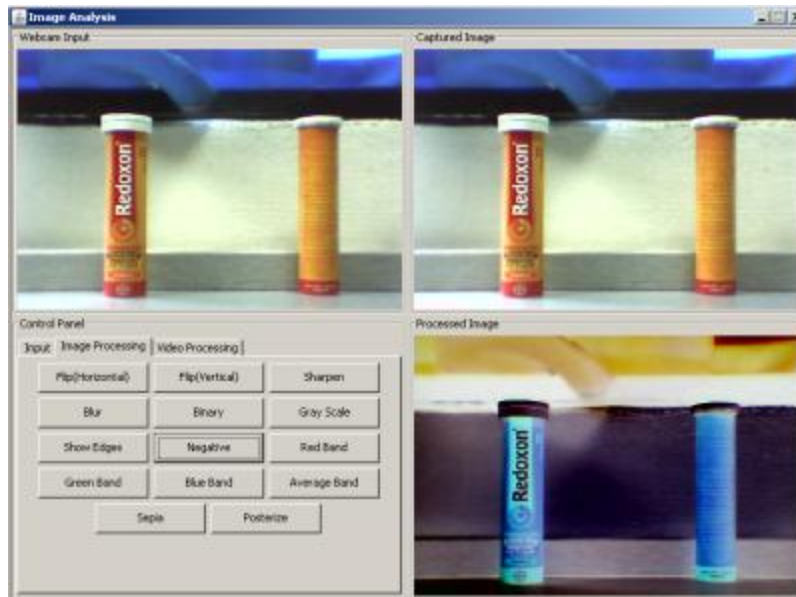 Image Analysis
Webcam Input
Captured Image
Redoxon
Redoxon
Control Panel
Processed Image
Input Image Processing Video Processing
Flip(Horizontal) Flip(Vertical) Sharpen
Blur Binary Gray Scale
Show Edges Negative Red Band
Green Band Blue Band Average Band
Sepia Posterize
Redoxon